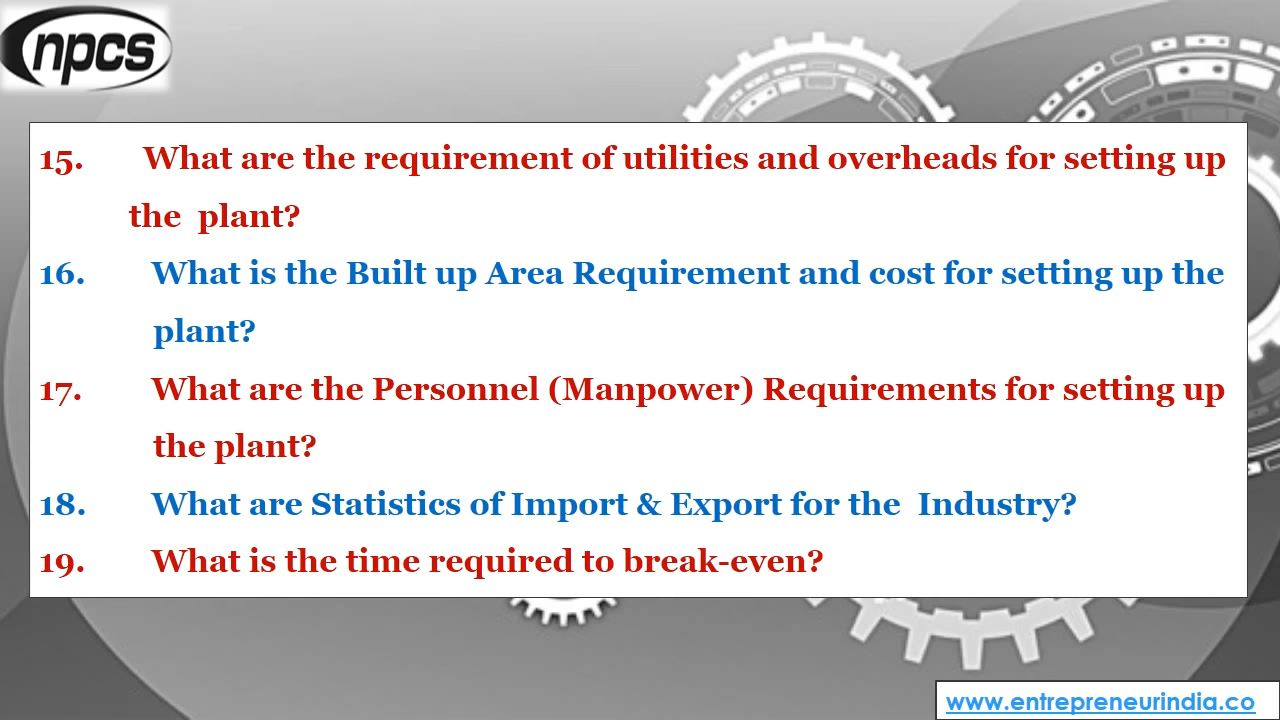 npcs
15. What are the requirement of utilities and overheads for setting up
the plant?
16. What is the Built up Area Requirement and cost for setting up the
plant?
17. What are the Personnel (Manpower) Requirements for setting up
the plant?
18. What are Statistics of Import & Export for the Industry?
19. What is the time required to break-even?
www.entrepreneurindia.co